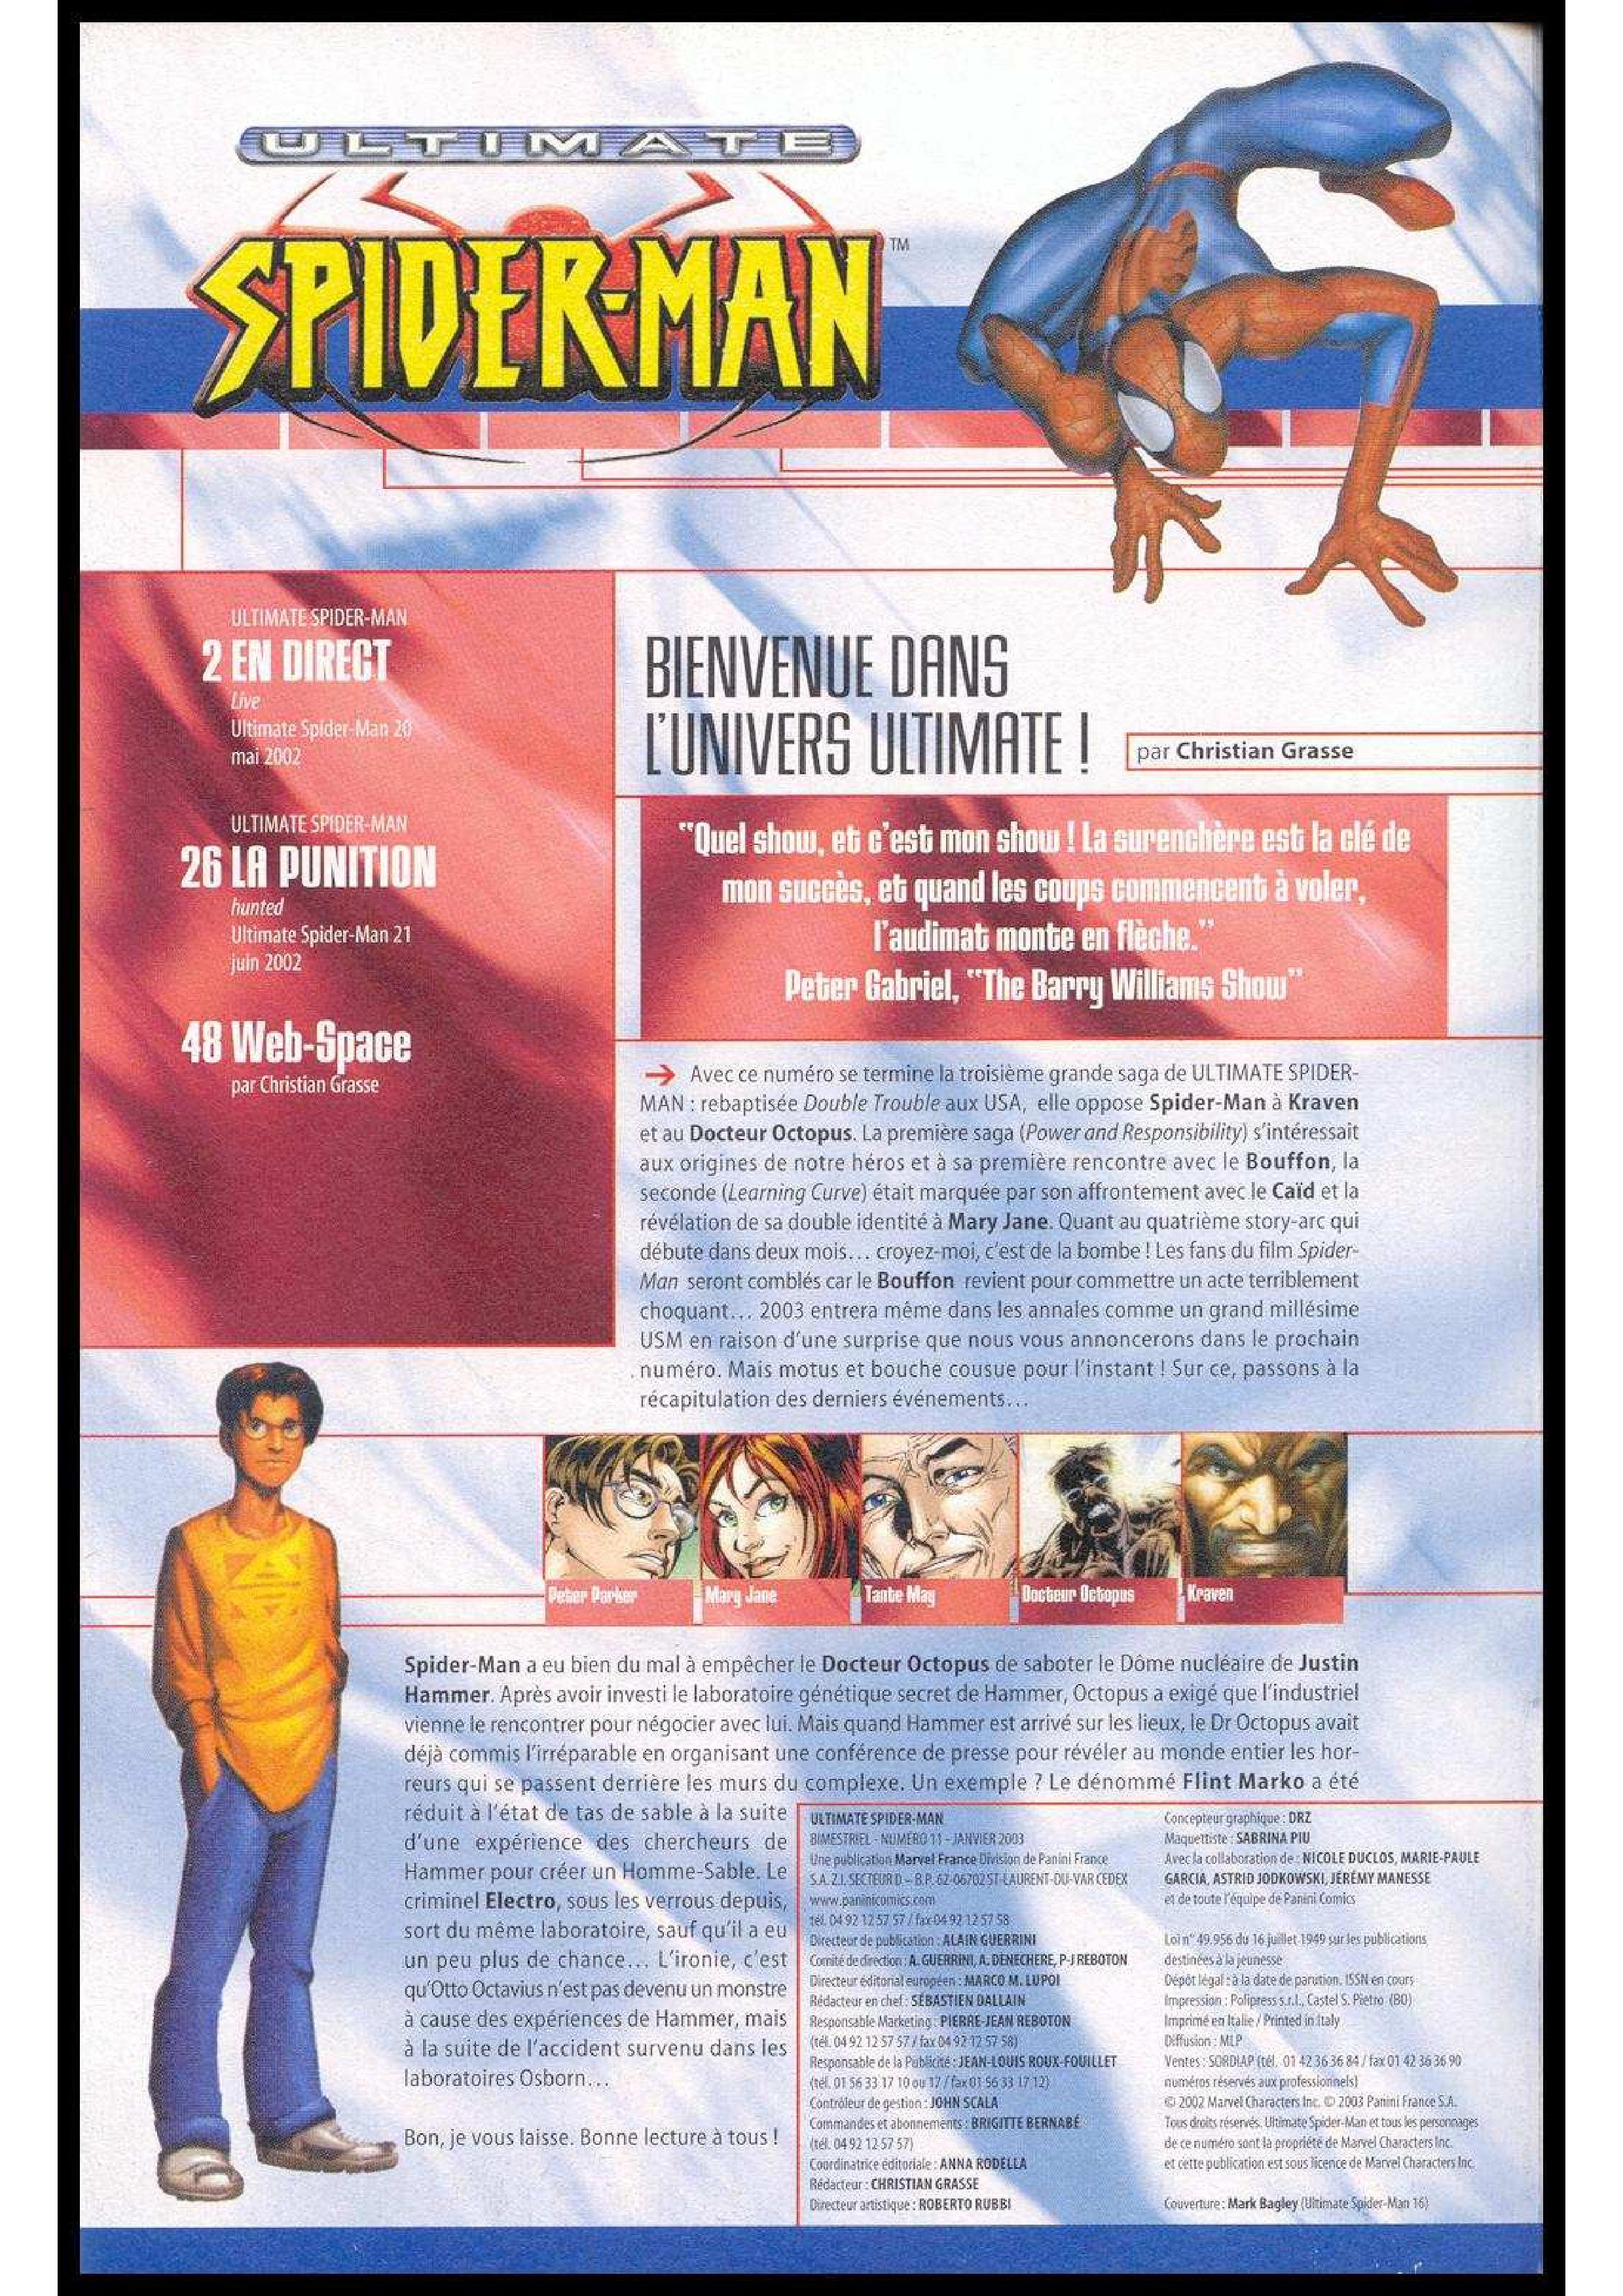 ULTIMATE
SPIDER-MAN
TM
ULTIMATE SPIDER-MAN
2 EN DIRECT
Live
Ultimate Spider-Man 20
mai 2002
ULTIMATE SPIDER-MAN
26 LA PUNITION
hunted
Ultimate Spider-Man 21
juin 2002
48 Web-Space
par Christian Grasse
BIENVENUE DANS
L'UNIVERS ULTIMATE !
par Christian Grasse
"Quel show, et c'est mon show ! La surenchère est la clé de
mon succès, et quand les coups commencent à voler,
l'audimat monte en flèche."
Peter Gabriel, "The Barry Williams Show"
→ Avec ce numéro se termine la troisième grande saga de ULTIMATE SPIDER-
MAN : rebaptisée Double Trouble aux USA, elle oppose Spider-Man à Kraven
et au Docteur Octopus. La première saga (Power and Responsibility) s'intéressait
aux origines de notre héros et à sa première rencontre avec le Bouffon, la
seconde (Learning Curve) était marquée par son affrontement avec le Caïd et la
révélation de sa double identité à Mary Jane. Quant au quatrième story-arc qui
débute dans deux mois... croyez-moi, c'est de la bombe ! Les fans du film Spider-
Man seront comblés car le Bouffon revient pour commettre un acte terriblement
choquant... 2003 entrera même dans les annales comme un grand millésime
USM en raison d'une surprise que nous vous annoncerons dans le prochain
numéro. Mais motus et bouche cousue pour l'instant ! Sur ce, passons à la
récapitulation des derniers événements...
Peter Parker
Mary Jane
Tante May
Docteur Octopus
Kraven
Spider-Man a eu bien du mal à empêcher le Docteur Octopus de saboter le Dôme nucléaire de Justin
Hammer. Après avoir investi le laboratoire génétique secret de Hammer, Octopus a exigé que l'industriel
vienne le rencontrer pour négocier avec lui. Mais quand Hammer est arrivé sur les lieux, le Dr Octopus avait
déjà commis l'irréparable en organisant une conférence de presse pour révéler au monde entier les hor-
reurs qui se passent derrière les murs du complexe. Un exemple ? Le dénommé Flint Marko a été
réduit à l'état de tas de sable à la suite
d'une expérience des chercheurs de
Hammer pour créer un Homme-Sable. Le
criminel Electro, sous les verrous depuis,
sort du même laboratoire, sauf qu'il a eu
un peu plus de chance... L'ironie, c'est
qu'Otto Octavius n'est pas devenu un monstre
à cause des expériences de Hammer, mais
à la suite de l'accident survenu dans les
laboratoires Osborn...
Bon, je vous laisse. Bonne lecture à tous !
ULTIMATE SPIDER-MAN
BIMESTRIEL - NUMÉRO 11 - JANVIER 2003
Une publication Marvel France Division de Panini France
S.A. Z.I. SECTEUR D – B.P. 62-06702 ST-LAURENT-DU-VAR CEDEX
www.paninicomics.com
tél. 04 92 12 57 57 / fax 04 92 12 57 58
Directeur de publication : ALAIN GUERRINI
Comité de direction : A. GUERRINI, A. DENECHERE, P-J REBOTON
Directeur éditorial européen : MARCO M. LUPOI
Rédacteur en chef : SÉBASTIEN DALLAIN
Responsable Marketing : PIERRE-JEAN REBOTON
(tél. 04 92 12 57 57 / fax 04 92 12 57 58)
Responsable de la Publicité : JEAN-LOUIS ROUX-FOUILLET
(tél. 01 56 33 17 10 ou 17 / fax 01 56 33 17 12)
Contrôleur de gestion : JOHN SCALA
Commandes et abonnements : BRIGITTE BERNABÉ
(tél. 04 92 12 57 57)
Coordinatrice éditoriale : ANNA RODELLA
Rédacteur : CHRISTIAN GRASSE
Directeur artistique : ROBERTO RUBBI
Concepteur graphique : DRZ
Maquettiste : SABRINA PIU
Avec la collaboration de : NICOLE DUCLOS, MARIE-PAULE
GARCIA, ASTRID JODKOWSKI, JÉRÉMY MANESSE
et de toute l'équipe de Panini Comics
Loi n° 49.956 du 16 juillet 1949 sur les publications
destinées à la jeunesse
Dépôt légal : à la date de parution. ISSN en cours
Impression : Polipress s.r.l., Castel S. Pietro (BO)
Imprimé en Italie / Printed in Italy
Diffusion : MLP
Ventes : SORDIAP (tél. 01 42 36 36 84 / fax 01 42 36 36 90
numéros réservés aux professionnels)
© 2002 Marvel Characters Inc. © 2003 Panini France S.A.
Tous droits réservés. Ultimate Spider-Man et tous les personnages
de ce numéro sont la propriété de Marvel Characters Inc.
et cette publication est sous licence de Marvel Characters Inc.
Couverture : Mark Bagley (Ultimate Spider-Man 16)